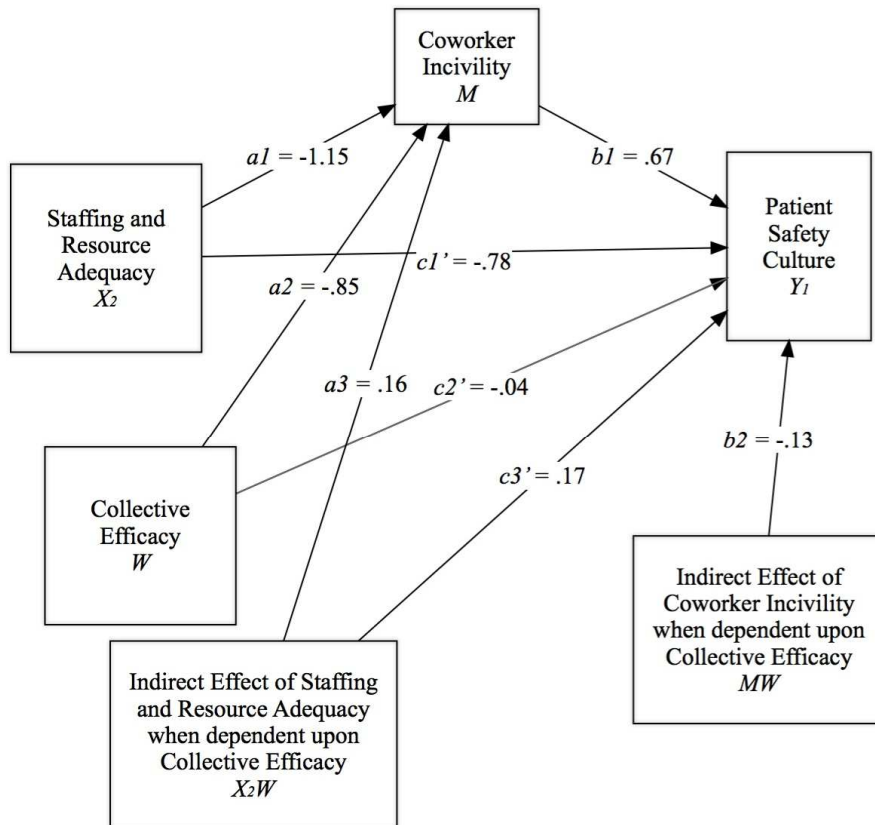 Coworker
Incivility
M
a1 = -1.15
b1 = .67
Staffing and
Resource
Adequacy
X2
Patient
Safety
Culture
Y1
c1’ = -.78
a2 = -.85
a3 = .16
c2’ = -.04
b2 = -.13
c3’ = .17
Collective
Efficacy
W
Indirect Effect of
Coworker Incivility
when dependent upon
Collective Efficacy
MW
Indirect Effect of Staffing
and Resource Adequacy
when dependent upon
Collective Efficacy
X2W